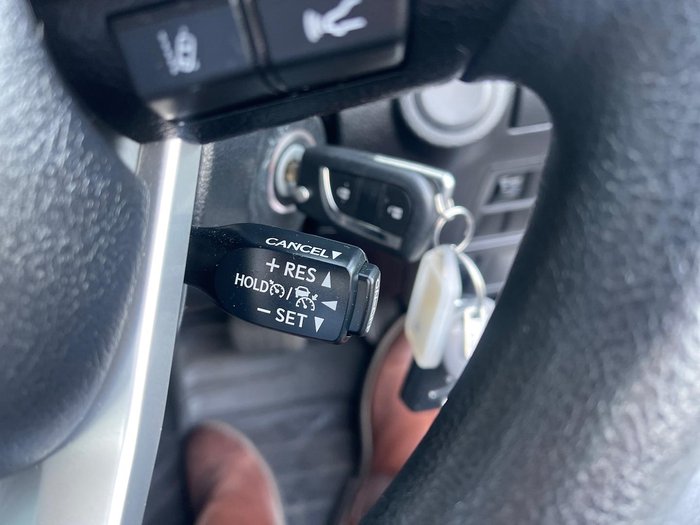 CANCEL▼
+ RES ▲
HOLD / ◀
– SET ▼